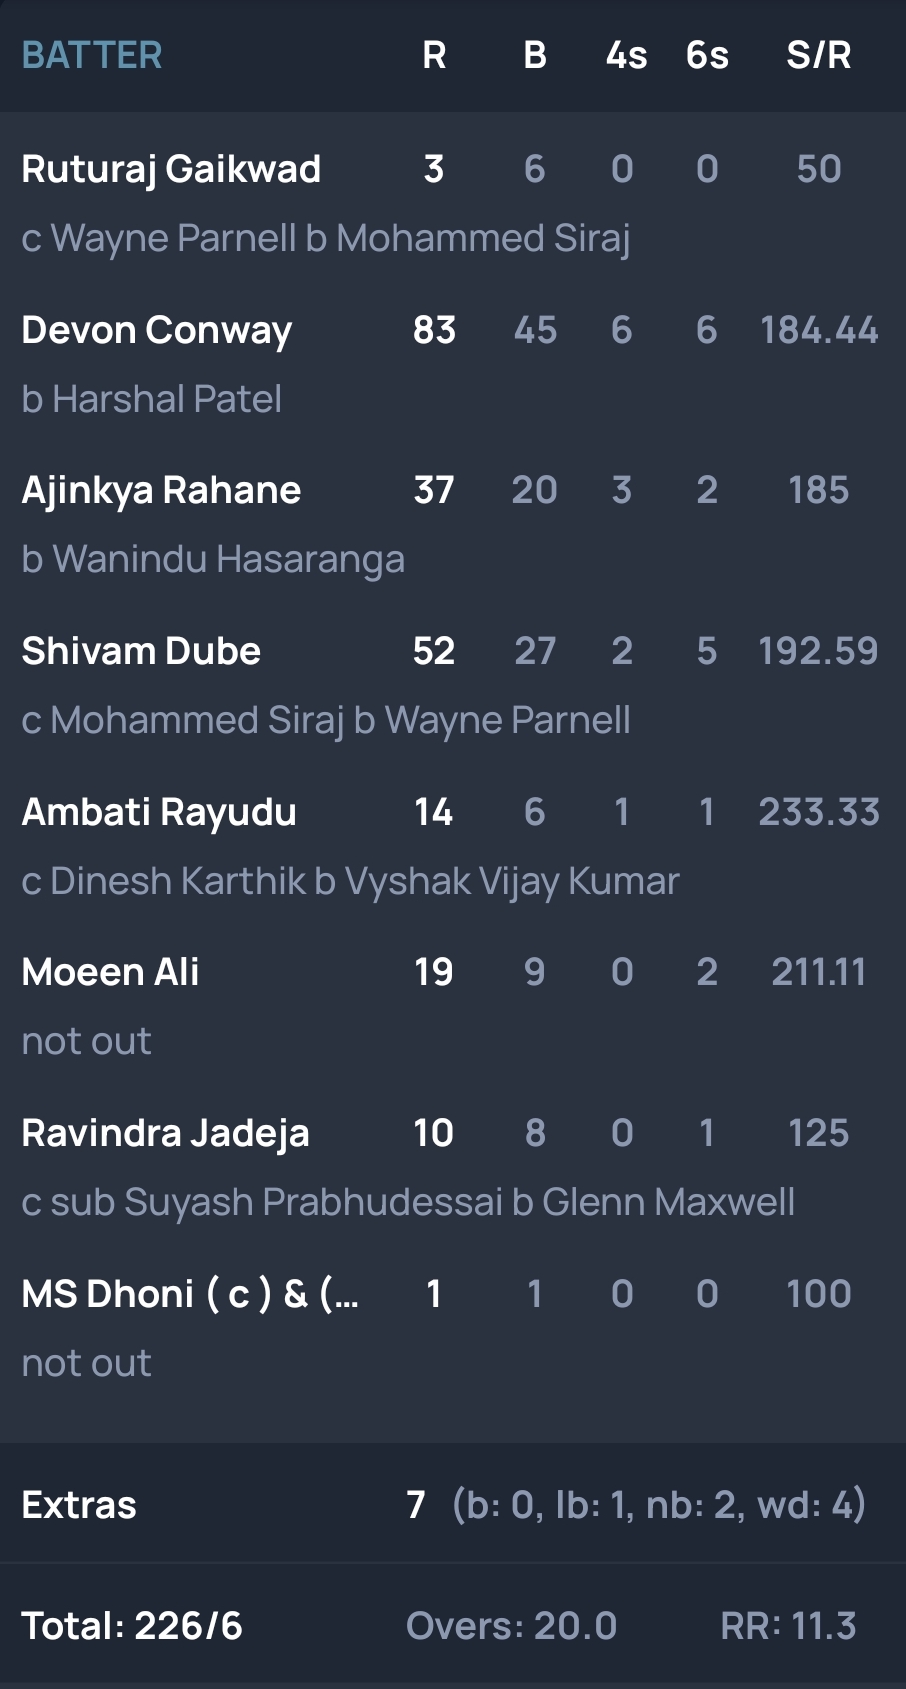 BATTER R B 4s 6s S/R
Ruturaj Gaikwad 3 6 0 0 50
c Wayne Parnell b Mohammed Siraj
Devon Conway 83 45 6 6 184.44
b Harshal Patel
Ajinkya Rahane 37 20 3 2 185
b Wanindu Hasaranga
Shivam Dube 52 27 2 5 192.59
c Mohammed Siraj b Wayne Parnell
Ambati Rayudu 14 6 1 1 233.33
c Dinesh Karthik b Vyshak Vijay Kumar
Moeen Ali 19 9 0 2 211.11
not out
Ravindra Jadeja 10 8 0 1 125
c sub Suyash Prabhudessai b Glenn Maxwell
MS Dhoni ( c ) & (... 1 1 0 0 100
not out
Extras 7 (b: 0, lb: 1, nb: 2, wd: 4)
Total: 226/6 Overs: 20.0 RR: 11.3